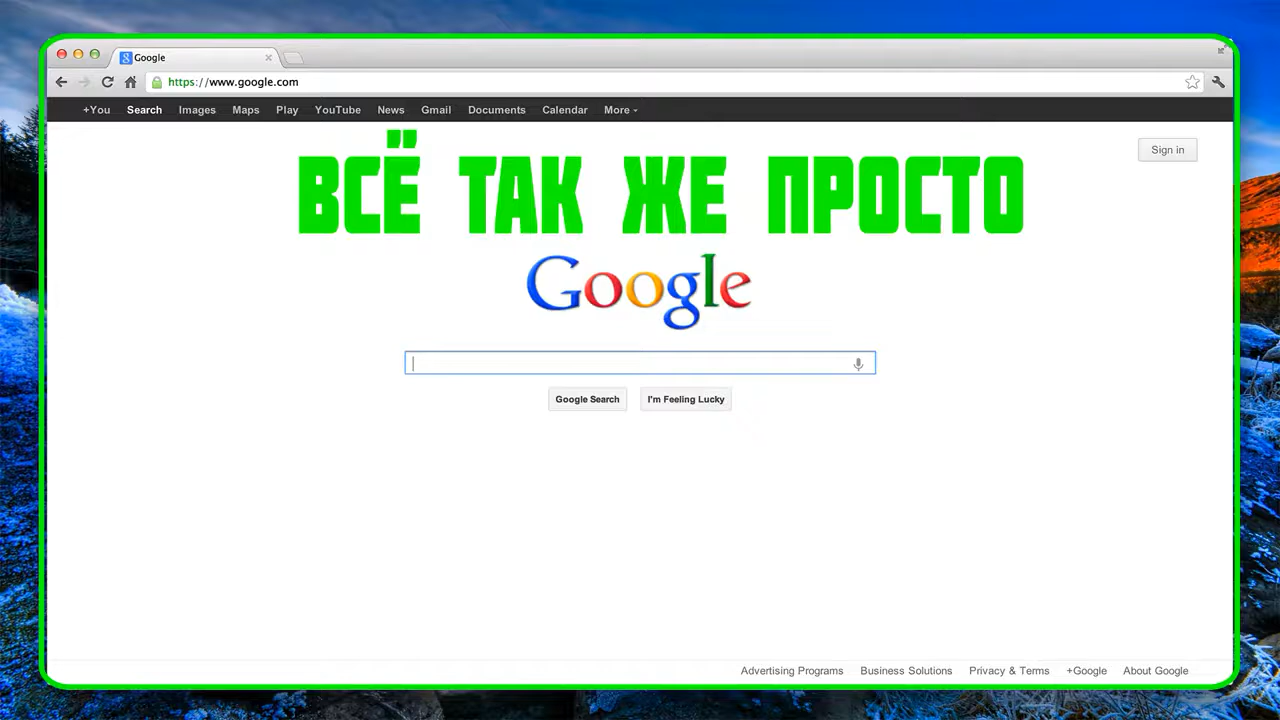 Google
https://www.google.com
+You Search Images Maps Play YouTube News Gmail Documents Calendar More
Sign in
ВСЁ ТАК ЖЕ ПРОСТО
Google
Google Search I'm Feeling Lucky
Advertising Programs Business Solutions Privacy & Terms +Google About Google